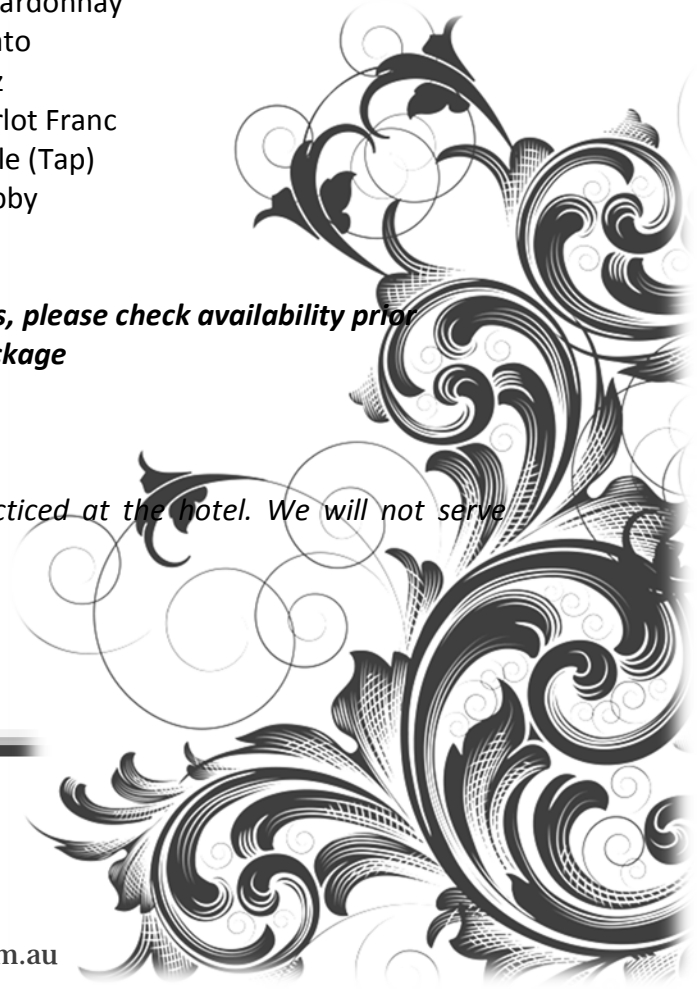 ardonnay
nto
z
rlot Franc
le (Tap)
bby
s, please check availability prior
ckage
cticed at the hotel. We will not serve
m.au